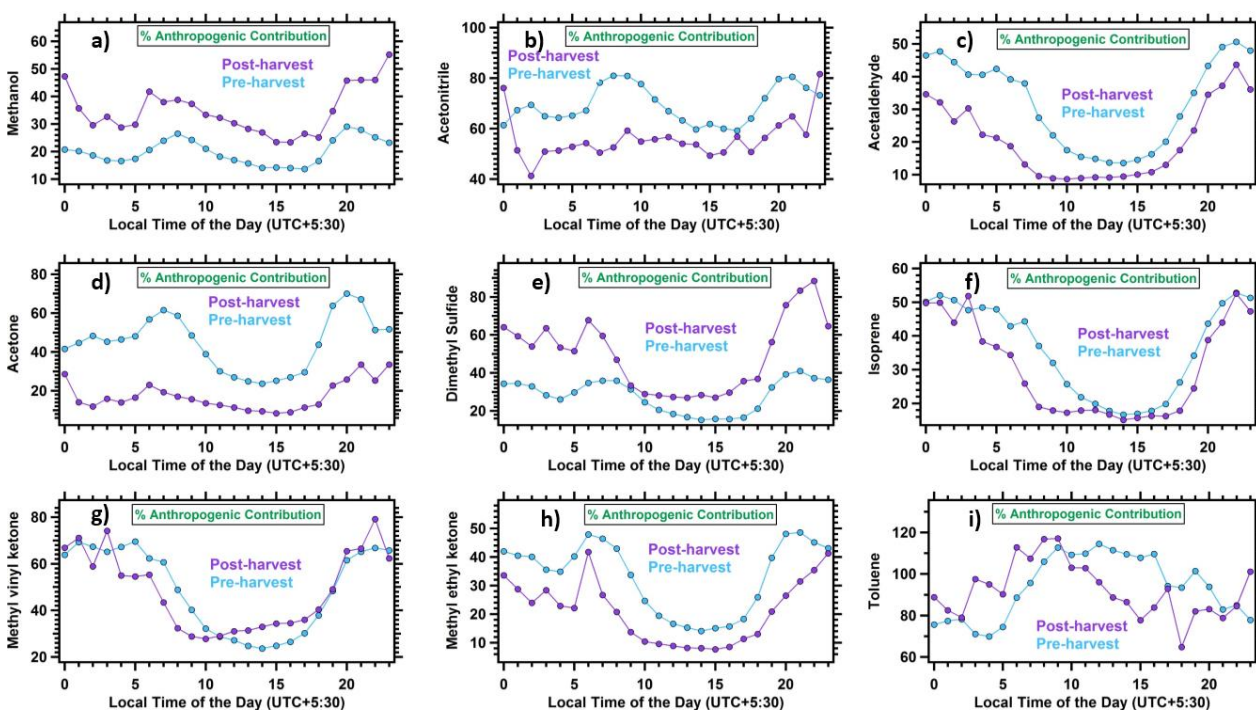 a)
% Anthropogenic Contribution
Post-harvest
Pre-harvest
Methanol
60
50
40
30
20
10
0 5 10 15 20
Local Time of the Day (UTC+5:30)
b)
% Anthropogenic Contribution
Post-harvest
Pre-harvest
Acetonitrile
100
80
60
40
0 5 10 15 20
Local Time of the Day (UTC+5:30)
c)
% Anthropogenic Contribution
Post-harvest
Pre-harvest
Acetaldehyde
50
40
30
20
10
0 5 10 15 20
Local Time of the Day (UTC+5:30)
d)
% Anthropogenic Contribution
Post-harvest
Pre-harvest
Acetone
80
60
40
20
0 5 10 15 20
Local Time of the Day (UTC+5:30)
e)
% Anthropogenic Contribution
Post-harvest
Pre-harvest
Dimethyl Sulfide
80
60
40
20
0 5 10 15 20
Local Time of the Day (UTC+5:30)
f)
% Anthropogenic Contribution
Post-harvest
Pre-harvest
Isoprene
60
50
40
30
20
0 5 10 15 20
Local Time of the Day (UTC+5:30)
g)
% Anthropogenic Contribution
Post-harvest
Pre-harvest
Methyl vinyl ketone
80
60
40
20
0 5 10 15 20
Local Time of the Day (UTC+5:30)
h)
% Anthropogenic Contribution
Post-harvest
Pre-harvest
Methyl ethyl ketone
50
40
30
20
10
0 5 10 15 20
Local Time of the Day (UTC+5:30)
i)
% Anthropogenic Contribution
Post-harvest
Pre-harvest
Toluene
120
100
80
60
0 5 10 15 20
Local Time of the Day (UTC+5:30)